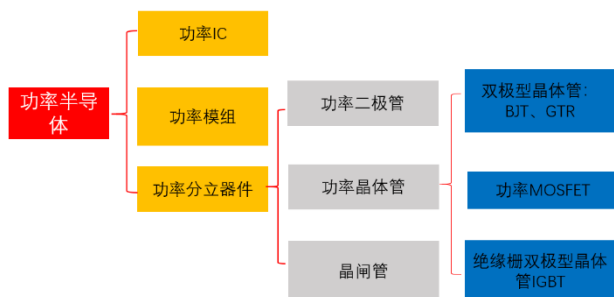 功率半导
体
功率IC
功率模组
功率分立器件
功率二极管
功率晶体管
晶闸管
双极型晶体管：
BJT、GTR
功率MOSFET
绝缘栅双极型晶体
管IGBT